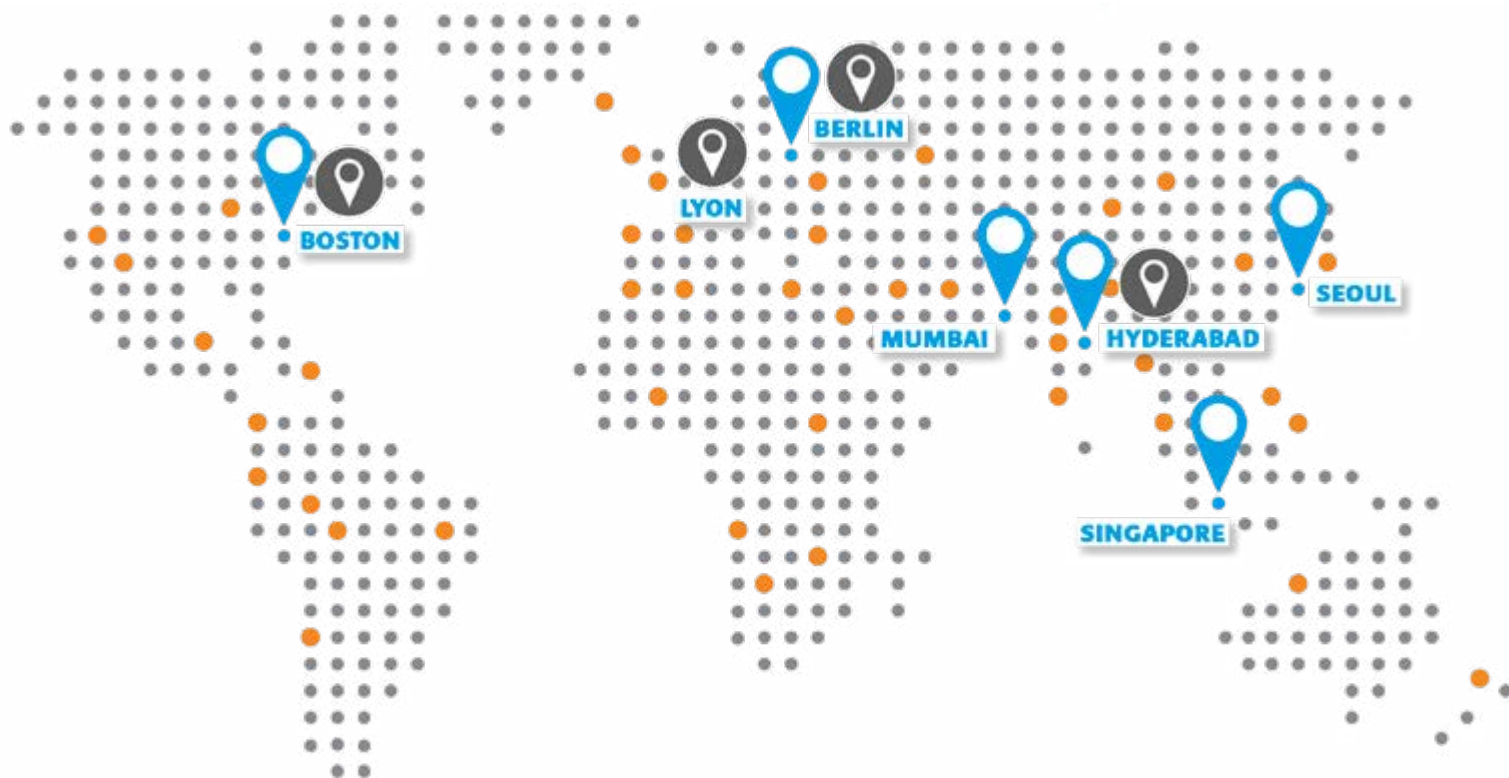 BERLIN
LYON
BOSTON
SEOUL
MUMBAI
HYDERABAD
SINGAPORE